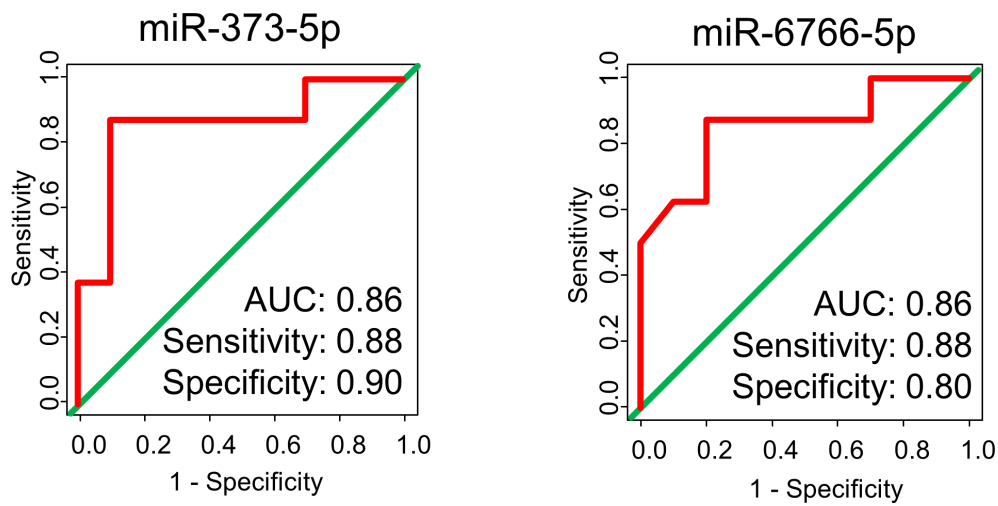 miR-373-5p
Sensitivity
1.0
0.8
0.6
0.4
0.2
0.0
AUC: 0.86
Sensitivity: 0.88
Specificity: 0.90
0.0 0.2 0.4 0.6 0.8 1.0
1 - Specificity
miR-6766-5p
Sensitivity
1.0
0.8
0.6
0.4
0.2
0.0
AUC: 0.86
Sensitivity: 0.88
Specificity: 0.80
0.0 0.2 0.4 0.6 0.8 1.0
1 - Specificity